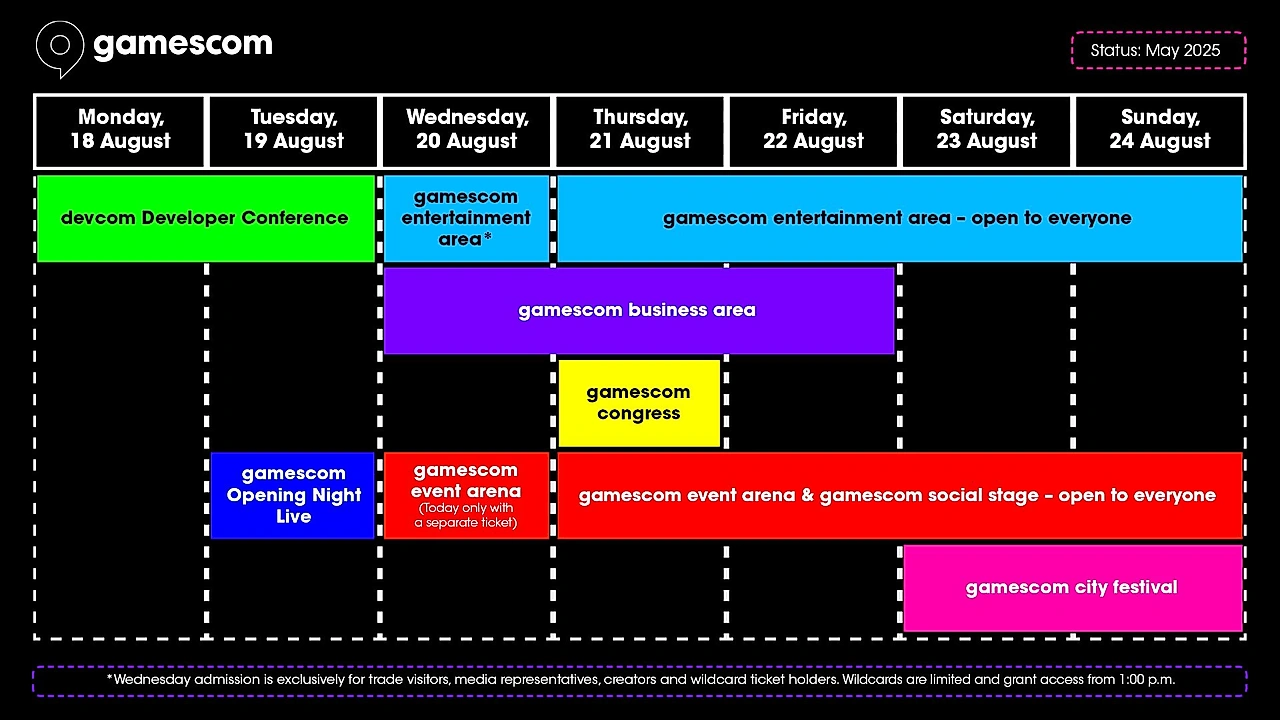 gamescom
Status: May 2025
Monday,
18 August
Tuesday,
19 August
Wednesday,
20 August
Thursday,
21 August
Friday,
22 August
Saturday,
23 August
Sunday,
24 August
devcom Developer Conference
gamescom
entertainment
area*
gamescom entertainment area – open to everyone
gamescom business area
gamescom
congress
gamescom
Opening Night
Live
gamescom
event arena
(Today only with
a separate ticket)
gamescom event arena & gamescom social stage – open to everyone
gamescom city festival
*Wednesday admission is exclusively for trade visitors, media representatives, creators and wildcard ticket holders. Wildcards are limited and grant access from 1:00 p.m.